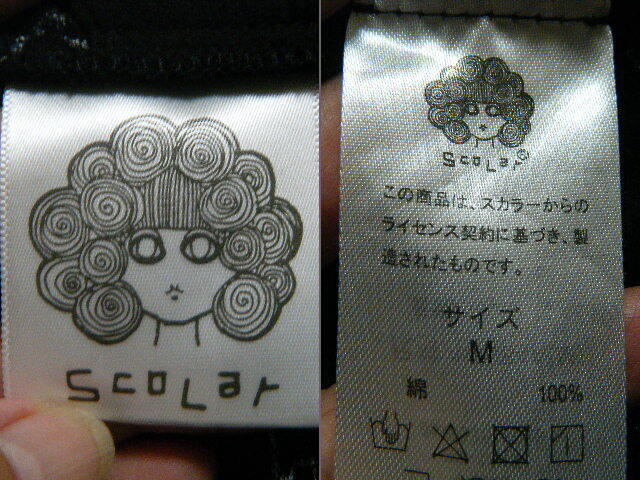 ScoLar
ScoLar
この商品は、スカラーからの
ライセンス契約に基づき、製
造されたものです。
サイズ
M
綿 100%